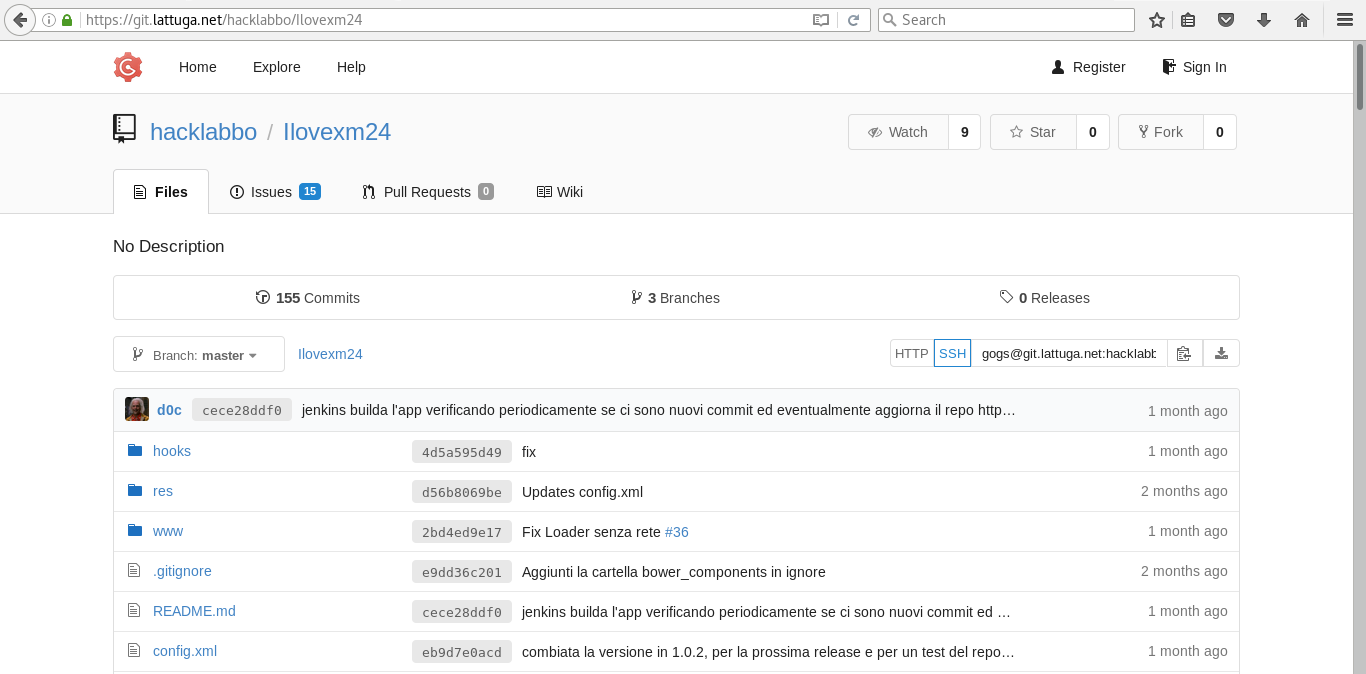 https://git.lattuga.net/hacklabbo/Ilovexm24 Search
Home Explore Help Register Sign In
hacklabbo / Ilovexm24 Watch 9 Star 0 Fork 0
Files Issues 15 Pull Requests 0 Wiki
No Description
155 Commits 3 Branches 0 Releases
Branch: master Ilovexm24 HTTP SSH gogs@git.lattuga.net:hacklabb
d0c cece28ddf0 jenkins builda l'app verificando periodicamente se ci sono nuovi commit ed eventualmente aggiorna il repo http… 1 month ago
hooks 4d5a595d49 fix 1 month ago
res d56b8069be Updates config.xml 2 months ago
www 2bd4ed9e17 Fix Loader senza rete #36 1 month ago
.gitignore e9dd36c201 Aggiunti la cartella bower_components in ignore 2 months ago
README.md cece28ddf0 jenkins builda l'app verificando periodicamente se ci sono nuovi commit ed … 1 month ago
config.xml eb9d7e0acd combiata la versione in 1.0.2, per la prossima release e per un test del repo… 1 month ago